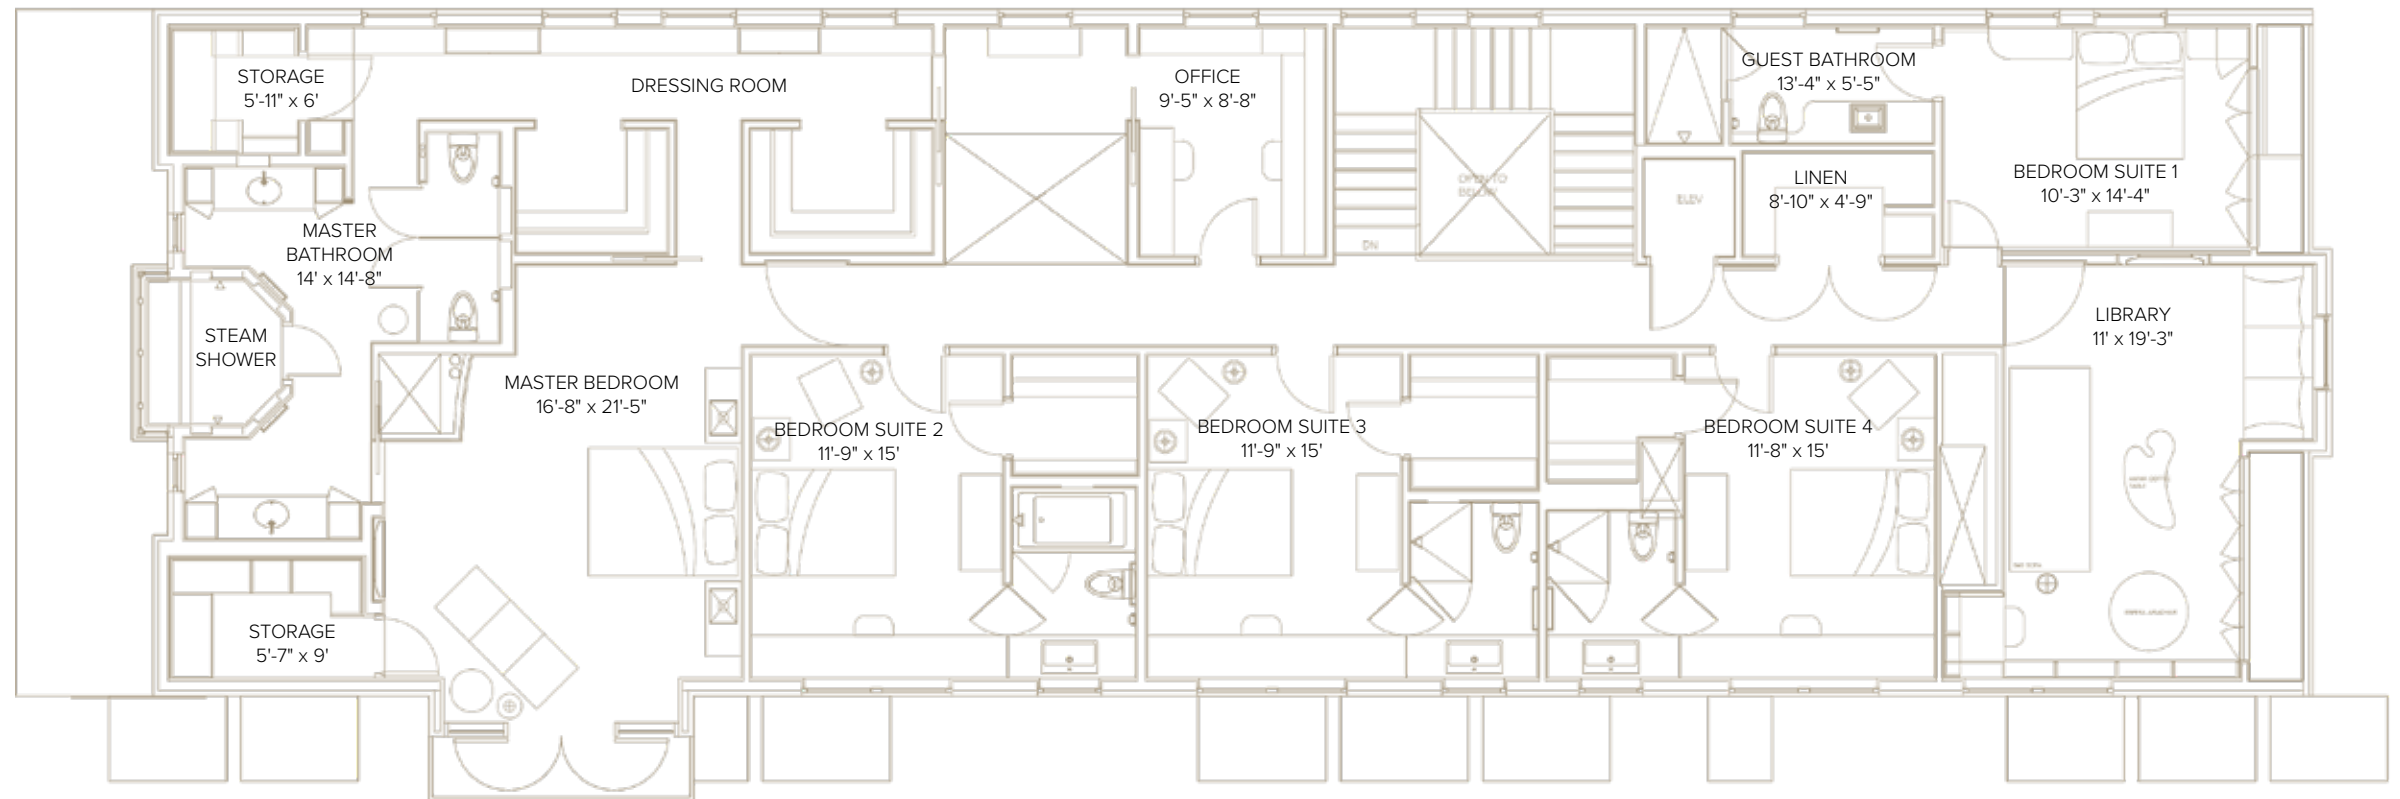 STORAGE
5'-11" x 6'
DRESSING ROOM
OFFICE
9'-5" x 8'-8"
GUEST BATHROOM
13'-4" x 5'-5"
BEDROOM SUITE 1
10'-3" x 14'-4"
LINEN
8'-10" x 4'-9"
OPEN TO
BELOW
ELEV
DN
MASTER
BATHROOM
14' x 14'-8"
STEAM
SHOWER
LIBRARY
11' x 19'-3"
MASTER BEDROOM
16'-8" x 21'-5"
BEDROOM SUITE 2
11'-9" x 15'
BEDROOM SUITE 3
11'-9" x 15'
BEDROOM SUITE 4
11'-8" x 15'
STORAGE
5'-7" x 9'